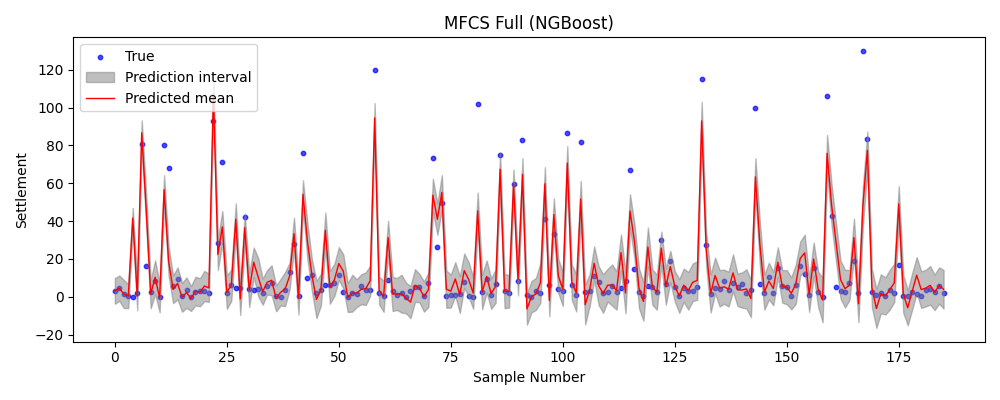 MFCS Full (NGBoost)
True
Prediction interval
Predicted mean
Settlement
120
100
80
60
40
20
0
−20
0 25 50 75 100 125 150 175
Sample Number